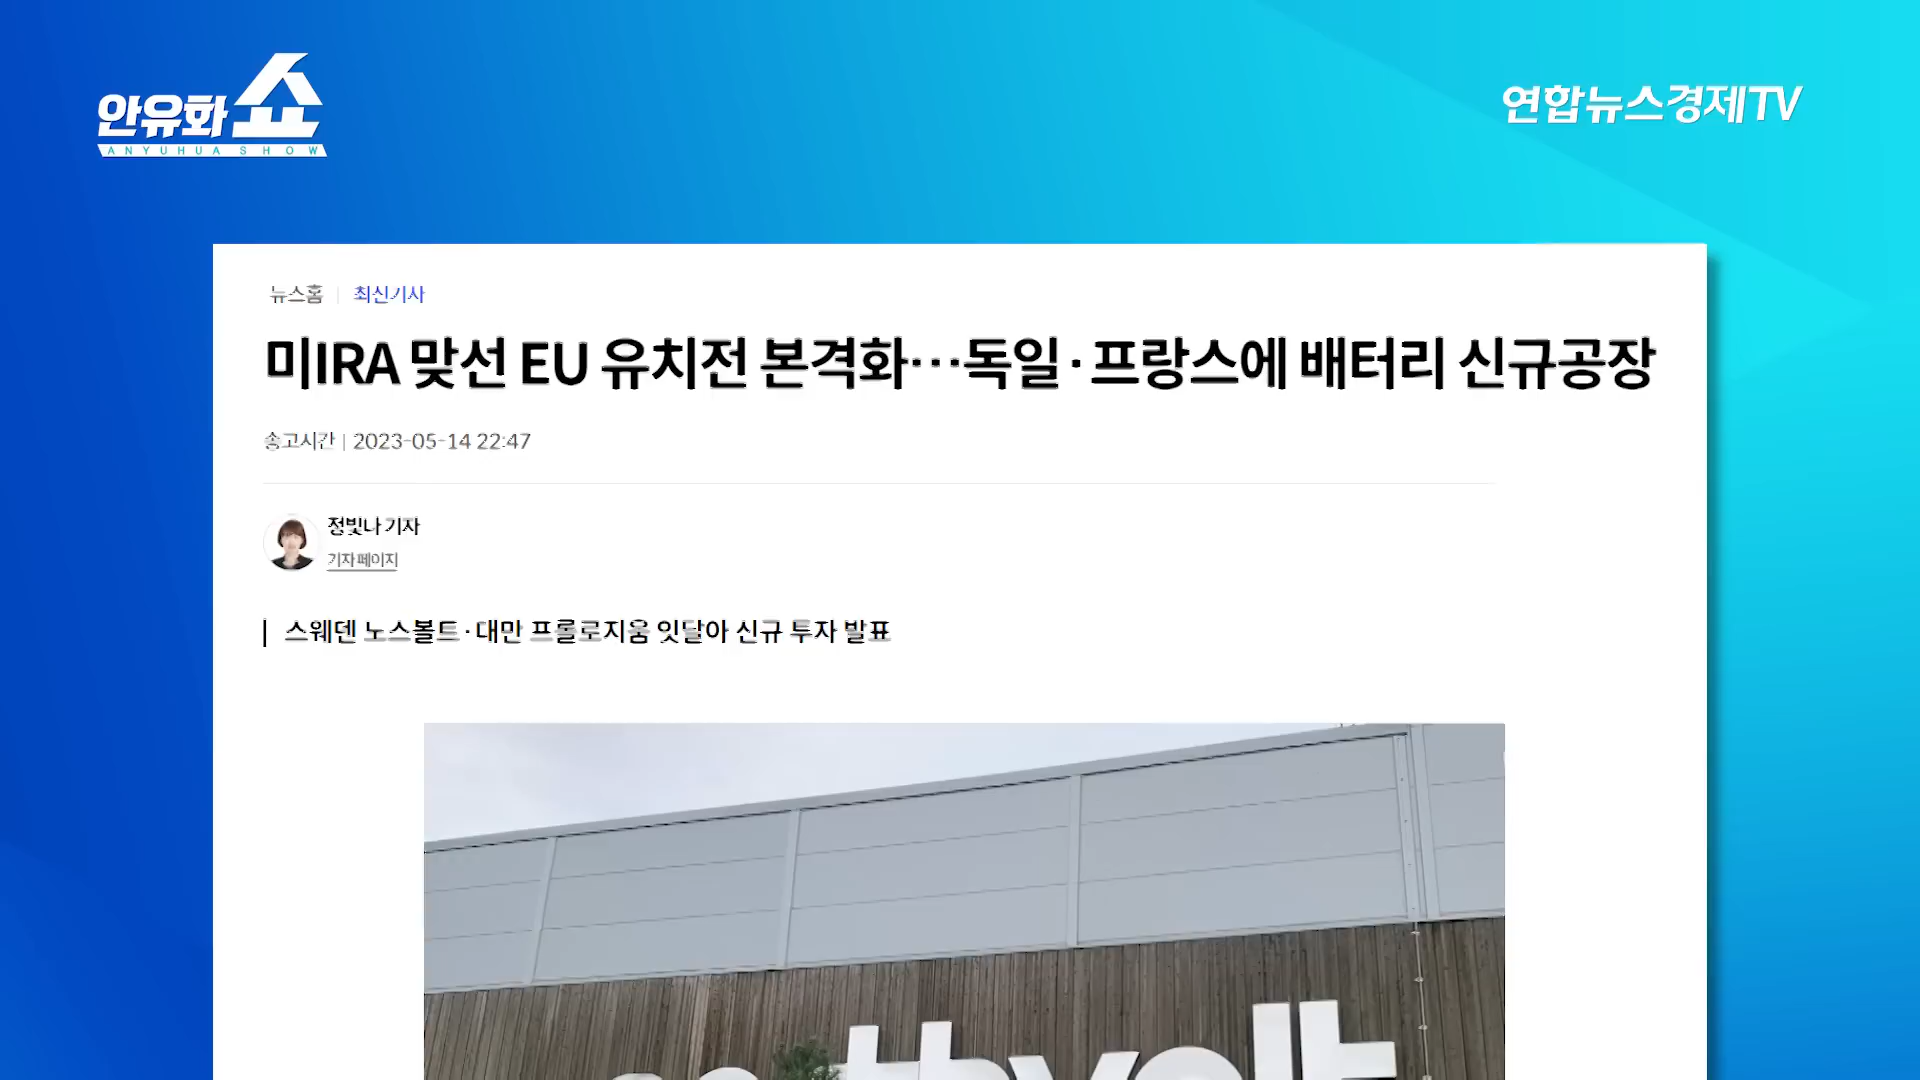 안유화쇼
ANYUHUA SHOW
연합뉴스경제TV
뉴스홈 | 최신기사
미IRA 맞선 EU 유치전 본격화…독일·프랑스에 배터리 신규공장
송고시간 | 2023-05-14 22:47
정빛나 기자
기자페이지
스웨덴 노스볼트·대만 프롤로지움 잇달아 신규 투자 발표
northvolt